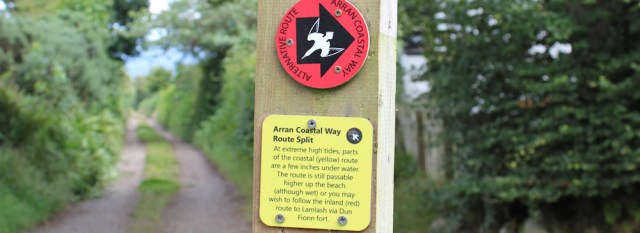 ALTERNATIVE ROUTE
ARRAN COASTAL WAY
Arran Coastal Way
Route Split
At extreme high tides, parts
of the coastal (yellow) route
are a few inches under water.
The route is still passable
higher up the beach
(although wet) or you may
wish to follow the inland (red)
route to Lamlash via Dun
Fionn fort.